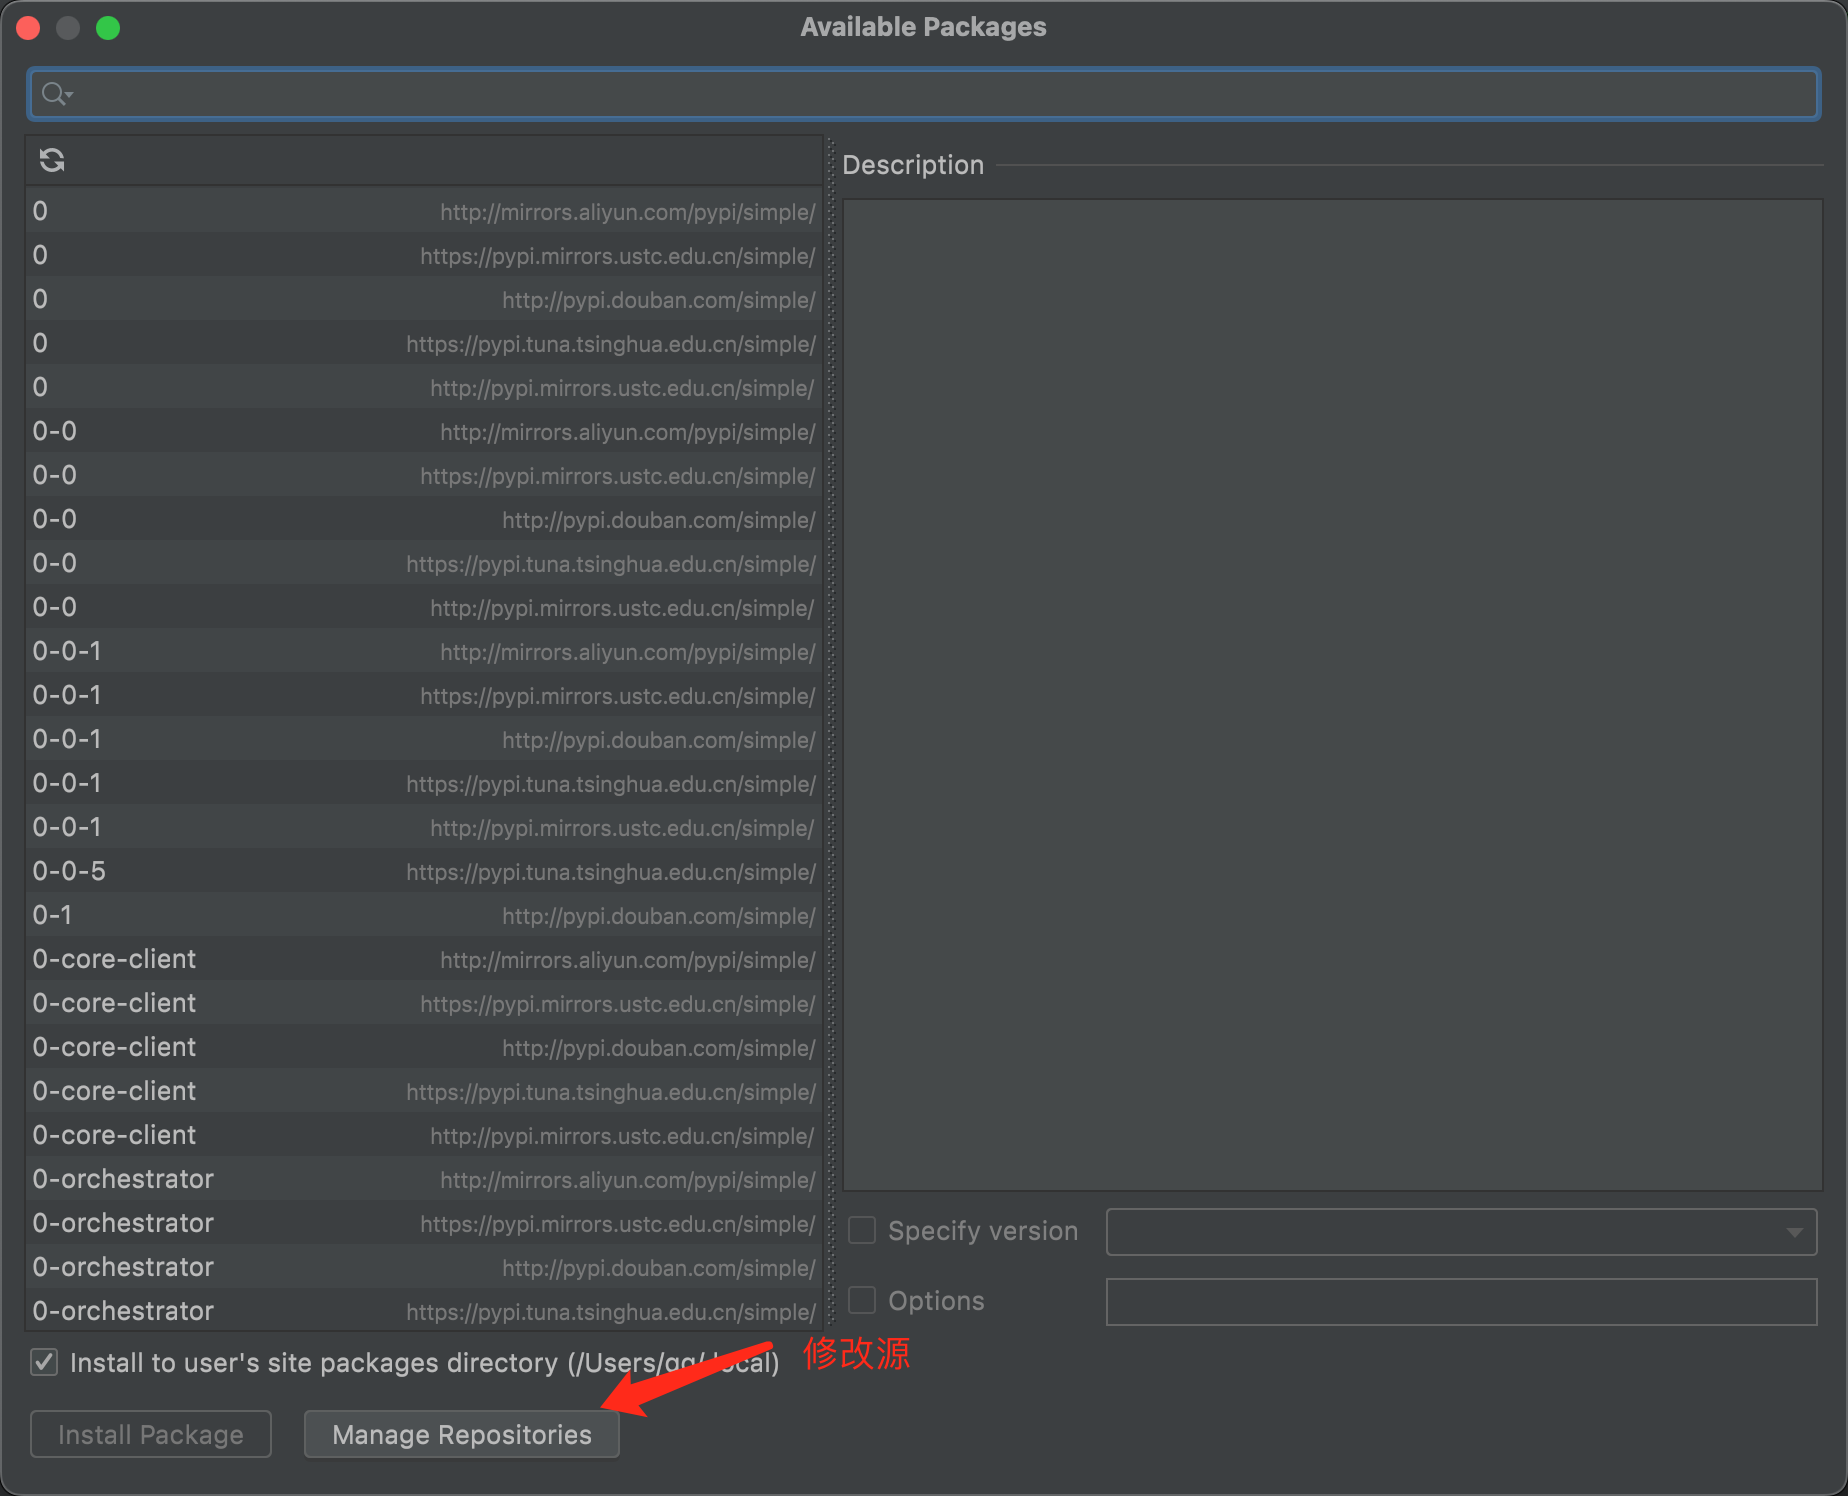 Available Packages
Description
0 http://mirrors.aliyun.com/pypi/simple/
0 https://pypi.mirrors.ustc.edu.cn/simple/
0 http://pypi.douban.com/simple/
0 https://pypi.tuna.tsinghua.edu.cn/simple/
0 http://pypi.mirrors.ustc.edu.cn/simple/
0-0 http://mirrors.aliyun.com/pypi/simple/
0-0 https://pypi.mirrors.ustc.edu.cn/simple/
0-0 http://pypi.douban.com/simple/
0-0 https://pypi.tuna.tsinghua.edu.cn/simple/
0-0 http://pypi.mirrors.ustc.edu.cn/simple/
0-0-1 http://mirrors.aliyun.com/pypi/simple/
0-0-1 https://pypi.mirrors.ustc.edu.cn/simple/
0-0-1 http://pypi.douban.com/simple/
0-0-1 https://pypi.tuna.tsinghua.edu.cn/simple/
0-0-1 http://pypi.mirrors.ustc.edu.cn/simple/
0-0-5 https://pypi.tuna.tsinghua.edu.cn/simple/
0-1 http://pypi.douban.com/simple/
0-core-client http://mirrors.aliyun.com/pypi/simple/
0-core-client https://pypi.mirrors.ustc.edu.cn/simple/
0-core-client http://pypi.douban.com/simple/
0-core-client https://pypi.tuna.tsinghua.edu.cn/simple/
0-core-client http://pypi.mirrors.ustc.edu.cn/simple/
0-orchestrator http://mirrors.aliyun.com/pypi/simple/
0-orchestrator https://pypi.mirrors.ustc.edu.cn/simple/
0-orchestrator http://pypi.douban.com/simple/
0-orchestrator https://pypi.tuna.tsinghua.edu.cn/simple/
Specify version
Options
Install to user's site packages directory
修改源
Install Package
Manage Repositories